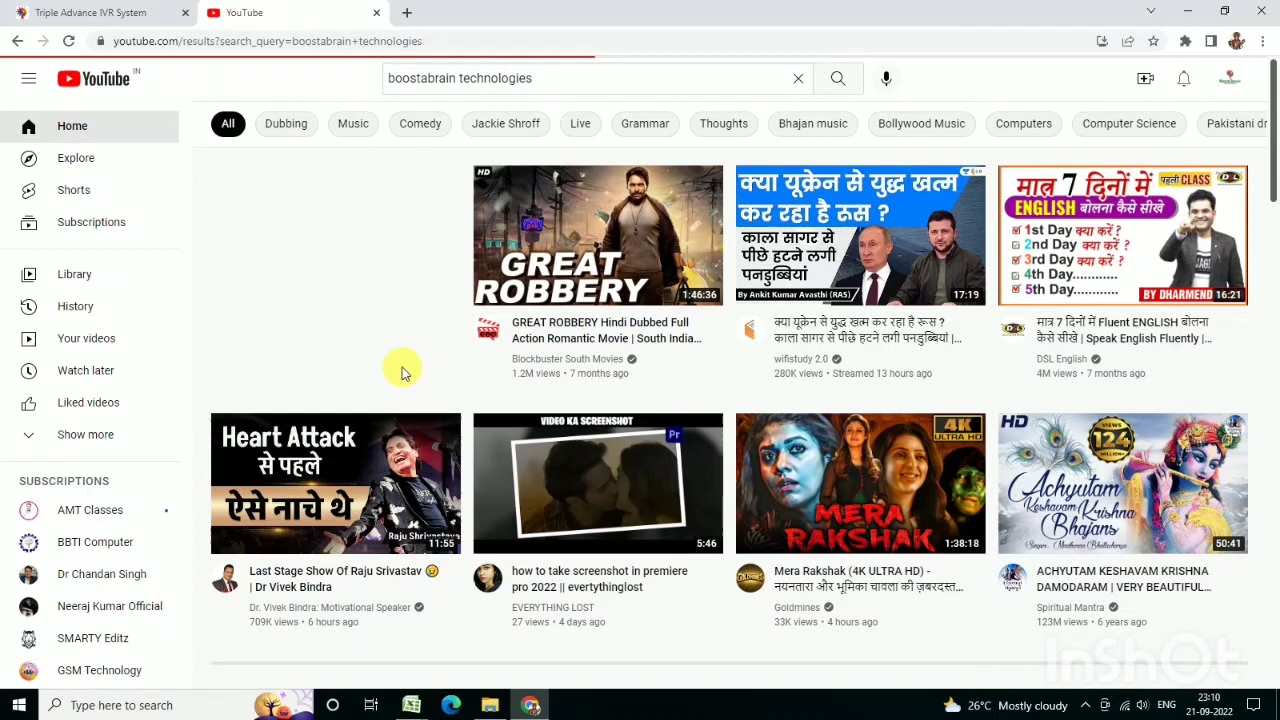 Triple Advance IVR System
YouTube
youtube.com/results?search_query=boostabrain+technologies
YouTube IN
boostabrain technologies
Home
Explore
Shorts
Subscriptions
Library
History
Your videos
Watch later
Liked videos
Show more
SUBSCRIPTIONS
AMT Classes
BBTI Computer
Dr Chandan Singh
Neeraj Kumar Official
SMARTY Editz
GSM Technology
All
Dubbing
Music
Comedy
Jackie Shroff
Live
Grammar
Thoughts
Bhajan music
Bollywood Music
Computers
Computer Science
Pakistani dr
HD
GREAT
ROBBERY
1:46:36
GREAT ROBBERY Hindi Dubbed Full
Action Romantic Movie | South India...
Blockbuster South Movies
1.2M views • 7 months ago
क्या यूक्रेन से युद्ध खत्म
कर रहा है रूस ?
काला सागर से
पीछे हटने लगी
पनडुब्बियां
By Ankit Kumar Avasthi (RAS)
17:19
क्या यूक्रेन से युद्ध खत्म कर रहा है रूस ?
काला सागर से पीछे हटने लगी पनडुब्बियां |...
wifistudy 2.0
280K views • Streamed 13 hours ago
मात्र 7 दिनों में
पहली CLASS
ENGLISH बोलना कैसे सीखे
1st Day क्या करें ?
2nd Day क्या करें ?
3rd Day क्या करें ?
4th Day............
5th Day............
BY DHARMEND
16:21
मात्र 7 दिनों में Fluent ENGLISH बोलना
कैसे सीखें | Speak English Fluently |...
DSL English
4M views • 7 months ago
Heart Attack
से पहले
ऐसे नाचे थे
Raju Shrivastav
11:55
Last Stage Show Of Raju Srivastav 😔
| Dr Vivek Bindra
Dr. Vivek Bindra: Motivational Speaker
709K views • 6 hours ago
VIDEO KA SCREENSHOT
Pr
5:46
how to take screenshot in premiere
pro 2022 || evertythinglost
EVERYTHING LOST
27 views • 4 days ago
4K
ULTRA HD
MERA
RAKSHAK
1:38:18
Mera Rakshak (4K ULTRA HD) -
नयनतारा और भूमिका चावला की ज़बरदस्त...
Goldmines
33K views • 4 hours ago
HD
VIEWS
124
MILLION+
Achyutam
Keshavam Krishna
Bhajans
50:41
ACHYUTAM KESHAVAM KRISHNA
DAMODARAM | VERY BEAUTIFUL...
Spiritual Mantra
123M views • 6 years ago
InShOt
Type here to search
26°C Mostly cloudy
ENG
23:10
21-09-2022